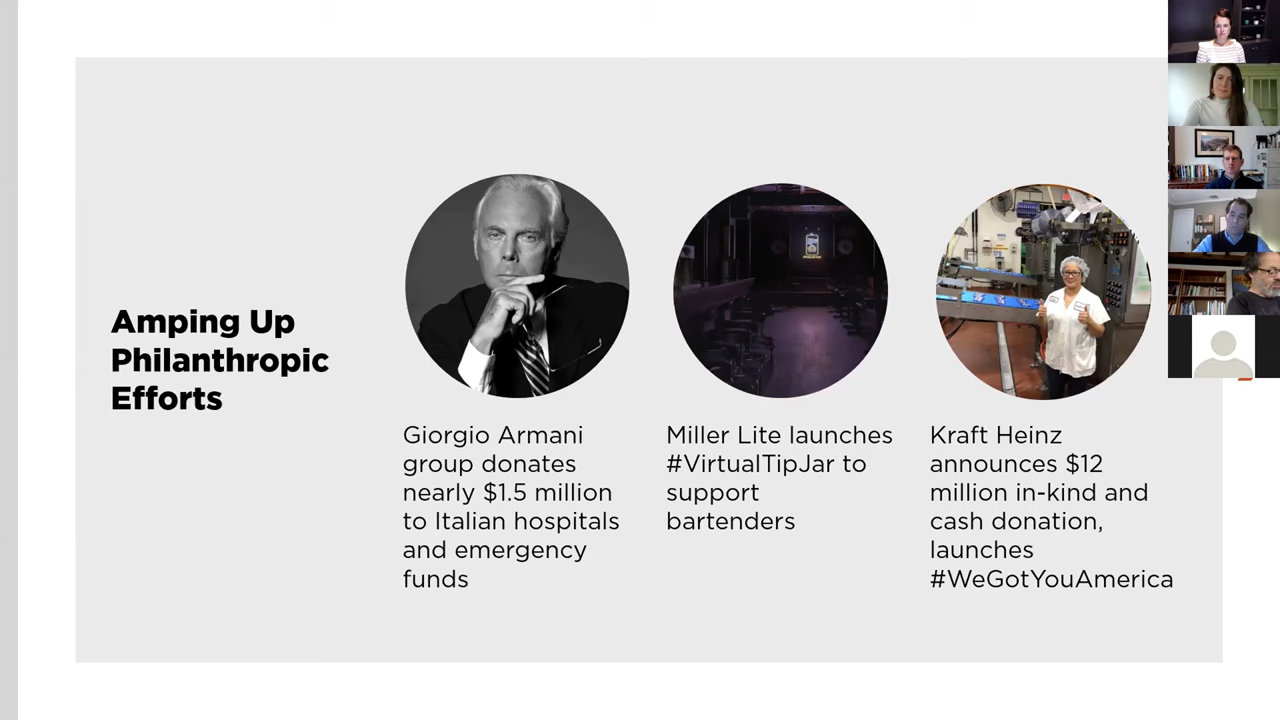 Amping Up
Philanthropic
Efforts
Giorgio Armani
group donates
nearly $1.5 million
to Italian hospitals
and emergency
funds
Miller Lite launches
#VirtualTipJar to
support
bartenders
Kraft Heinz
announces $12
million in-kind and
cash donation,
launches
#WeGotYouAmerica